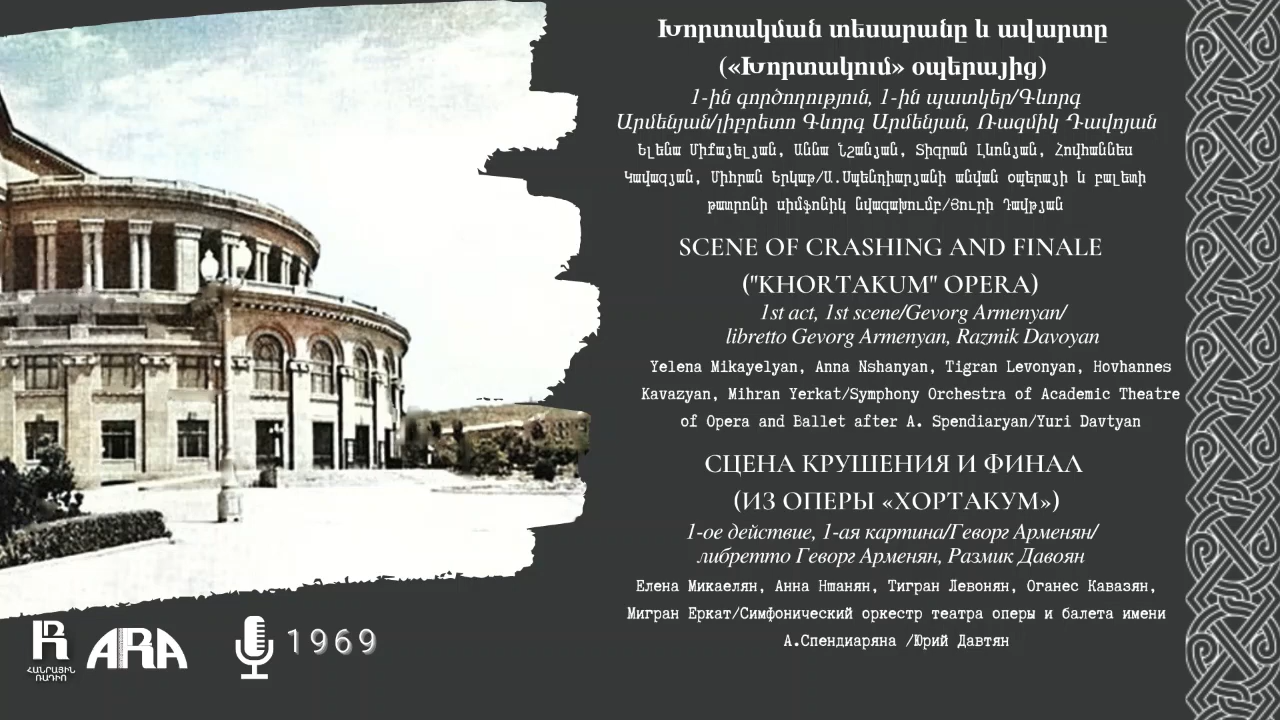 Խորտակման տեսարանը և ավարտը
(«Խորտակում» օպերայից)
1-ին գործողություն, 1-ին պատկեր/Գևորգ
Արմենյան/լիբրետո Գևորգ Արմենյան, Ռազմիկ Դավոյան
Ելենա Միքայելյան, Աննա Նշանյան, Տիգրան Լևոնյան, Հովհաննես
Կավազյան, Միհրան Երկաթ/Ա.Սպենդիարյանի անվան օպերայի և բալետի
թատրոնի սիմֆոնիկ նվագախումբ/Յուրի Դավթյան
SCENE OF CRASHING AND FINALE
("KHORTAKUM" OPERA)
1st act, 1st scene/Gevorg Armenyan/
libretto Gevorg Armenyan, Razmik Davoyan
Yelena Mikayelyan, Anna Nshanyan, Tigran Levonyan, Hovhannes
Kavazyan, Mihran Yerkat/Symphony Orchestra of Academic Theatre
of Opera and Ballet after A. Spendiaryan/Yuri Davtyan
СЦЕНА КРУШЕНИЯ И ФИНАЛ
(ИЗ ОПЕРЫ «ХОРТАКУМ»)
1-ое действие, 1-ая картина/Геворг Арменян/
либретто Геворг Арменян, Размик Давоян
Елена Микаелян, Анна Ншанян, Тигран Левонян, Оганес Кавазян,
Мигран Еркат/Симфонический оркестр театра оперы и балета имени
А.Спендиаряна /Юрий Давтян
ՀԱՆՐԱՅԻՆ
ՌԱԴԻՈ
ARA
1969